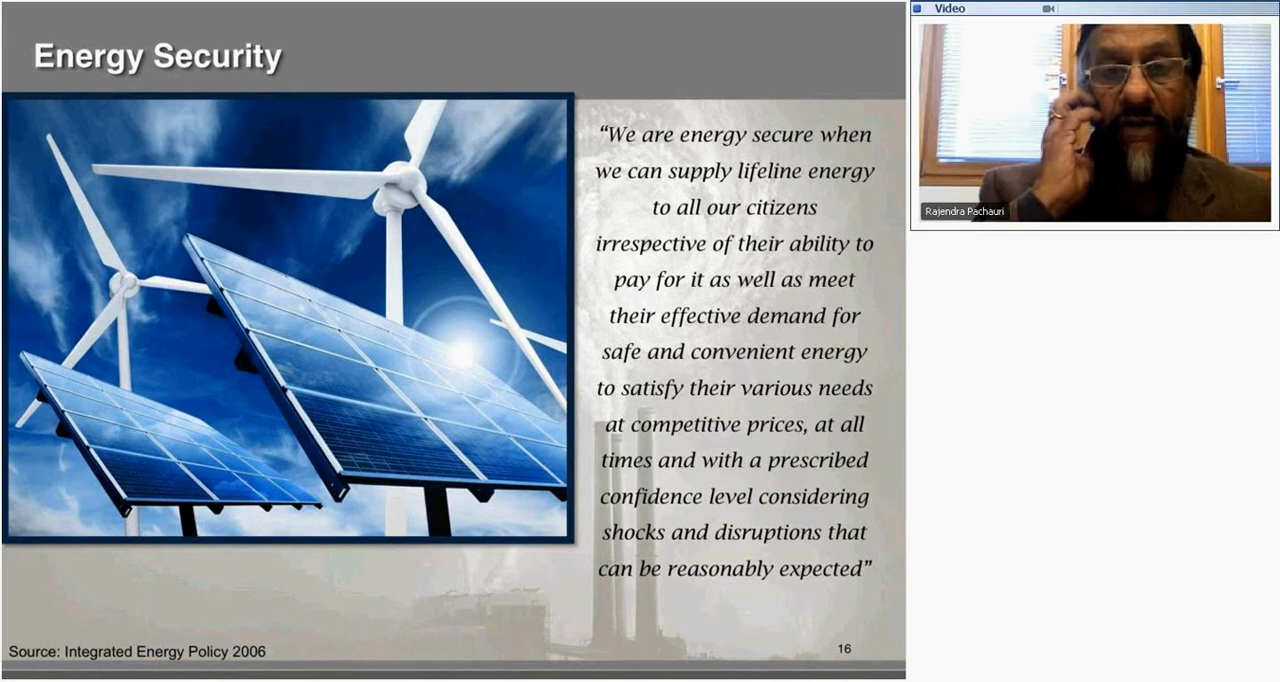 Energy Security
“We are energy secure when
we can supply lifeline energy
to all our citizens
irrespective of their ability to
pay for it as well as meet
their effective demand for
safe and convenient energy
to satisfy their various needs
at competitive prices, at all
times and with a prescribed
confidence level considering
shocks and disruptions that
can be reasonably expected”
Source: Integrated Energy Policy 2006
16
Video
Rajendra Pachauri